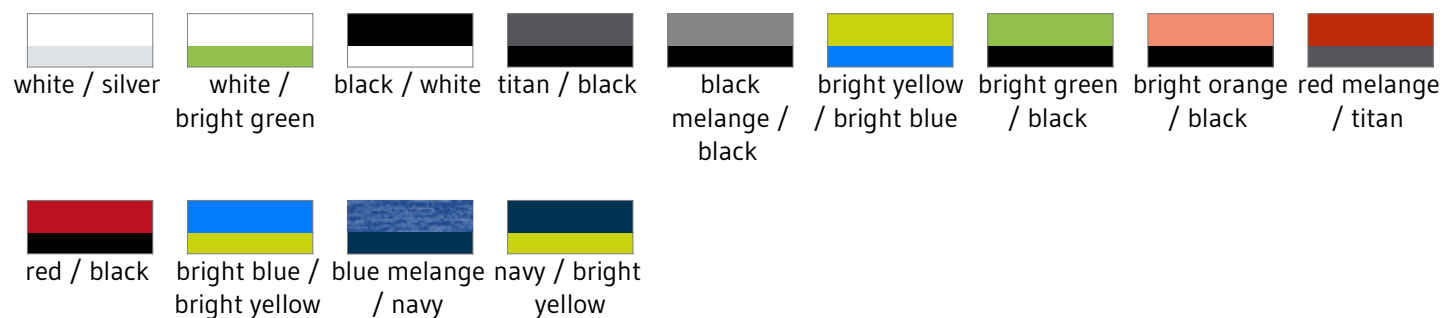 white / silver
white /
bright green
black / white
titan / black
black
melange /
black
bright yellow
/ bright blue
bright green
/ black
bright orange
/ black
red melange
/ titan
red / black
bright blue /
bright yellow
blue melange
/ navy
navy / bright
yellow